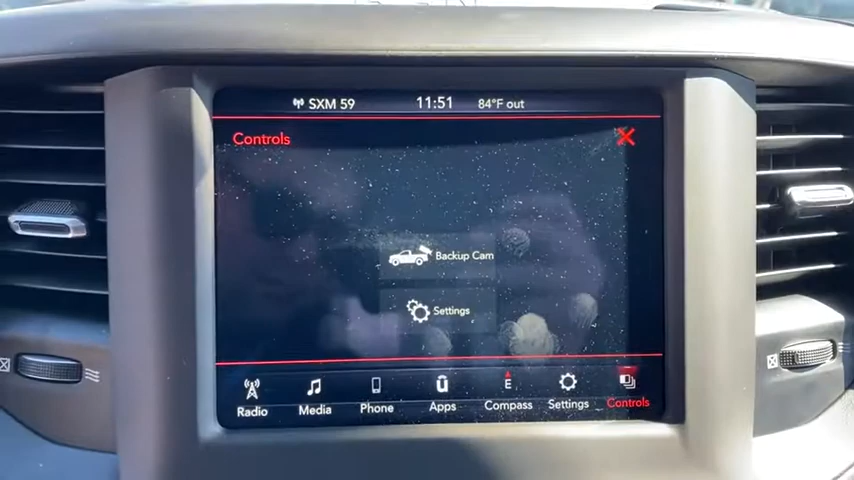 SXM 59 11:51 84°F out
Controls
Backup Cam
Settings
E
Radio Media Phone Apps Compass Settings Controls